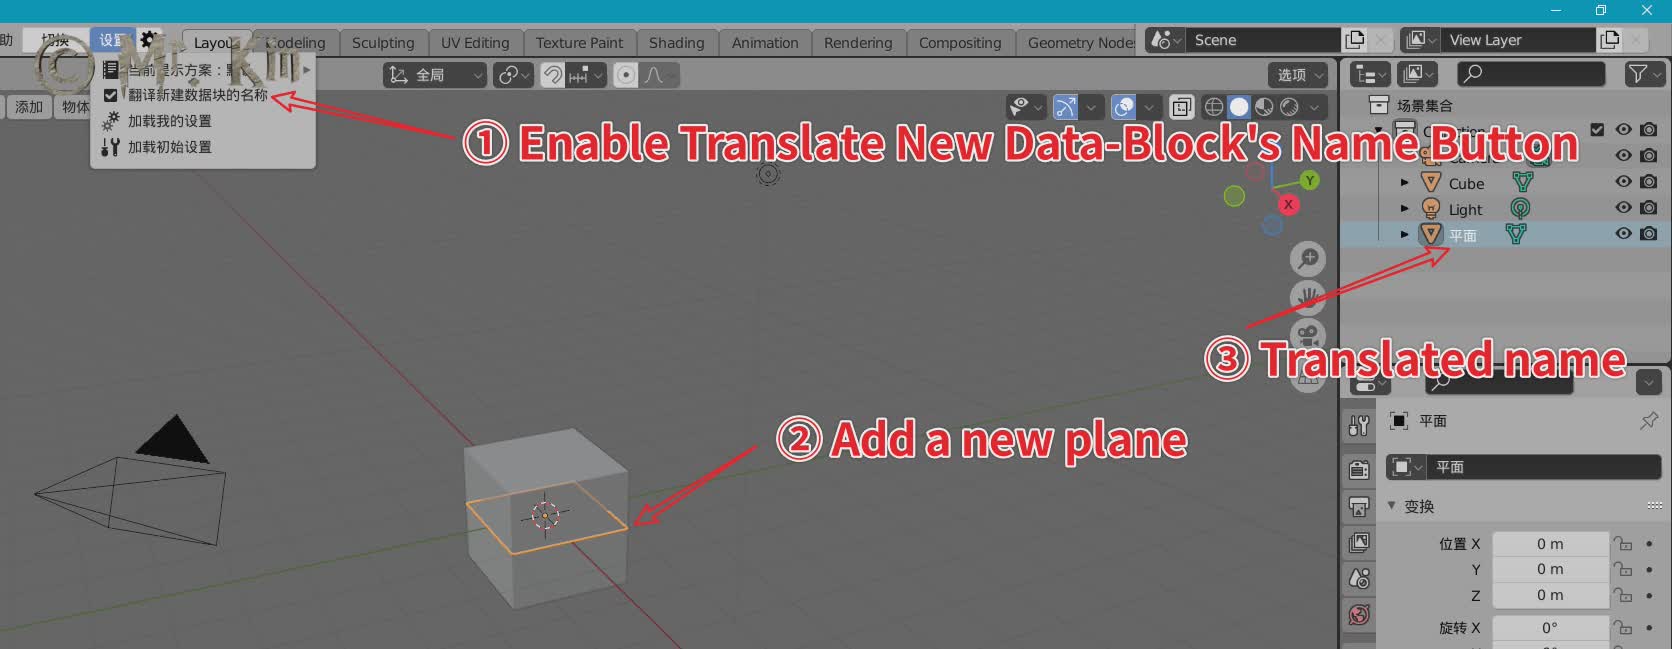 助 切换 设置
Layout Modeling Sculpting UV Editing Texture Paint Shading Animation Rendering Compositing Geometry Nodes
Scene
View Layer
© Mr. Kin
当前提示方案：
翻译新建数据块的名称
加载我的设置
加载初始设置
添加 物体
全局
选项
① Enable Translate New Data-Block's Name Button
场景集合
Collection
Camera
Cube
Light
平面
Y
X
③ Translated name
② Add a new plane
平面
平面
变换
位置 X 0 m
Y 0 m
Z 0 m
旋转 X 0°